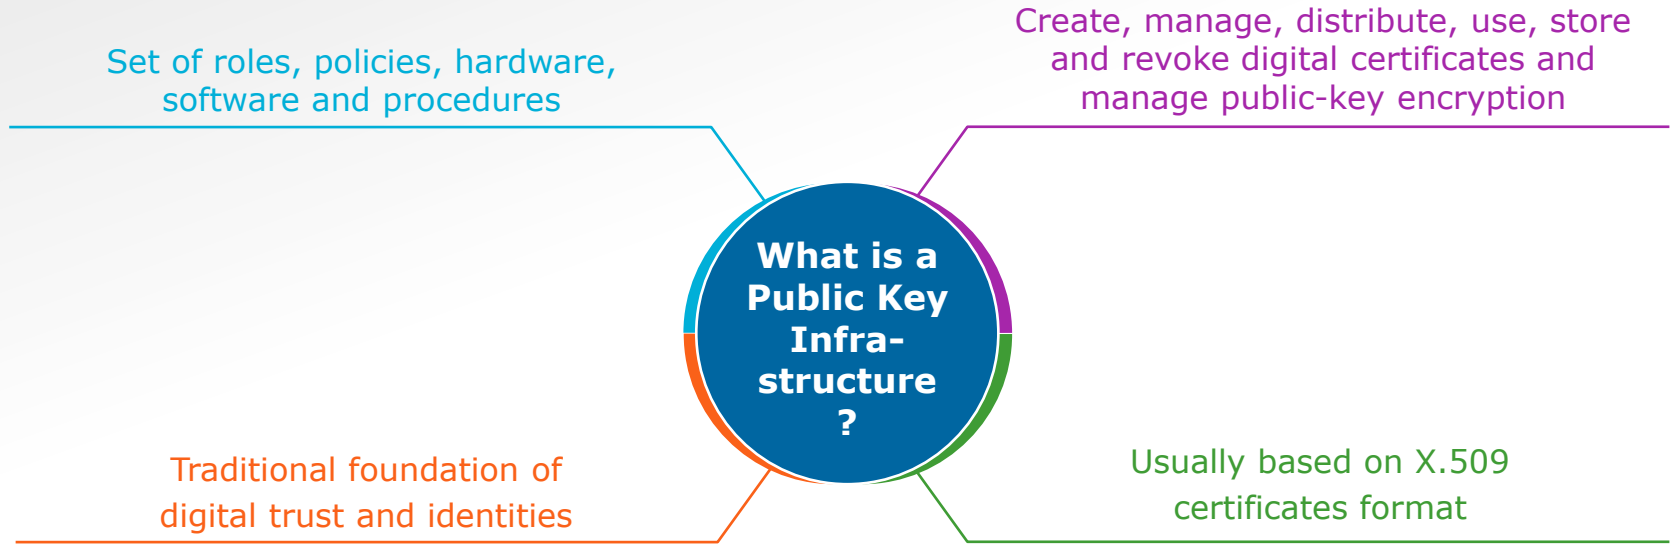 Set of roles, policies, hardware,
software and procedures
Create, manage, distribute, use, store
and revoke digital certificates and
manage public-key encryption
What is a
Public Key
Infra-
structure
?
Traditional foundation of
digital trust and identities
Usually based on X.509
certificates format